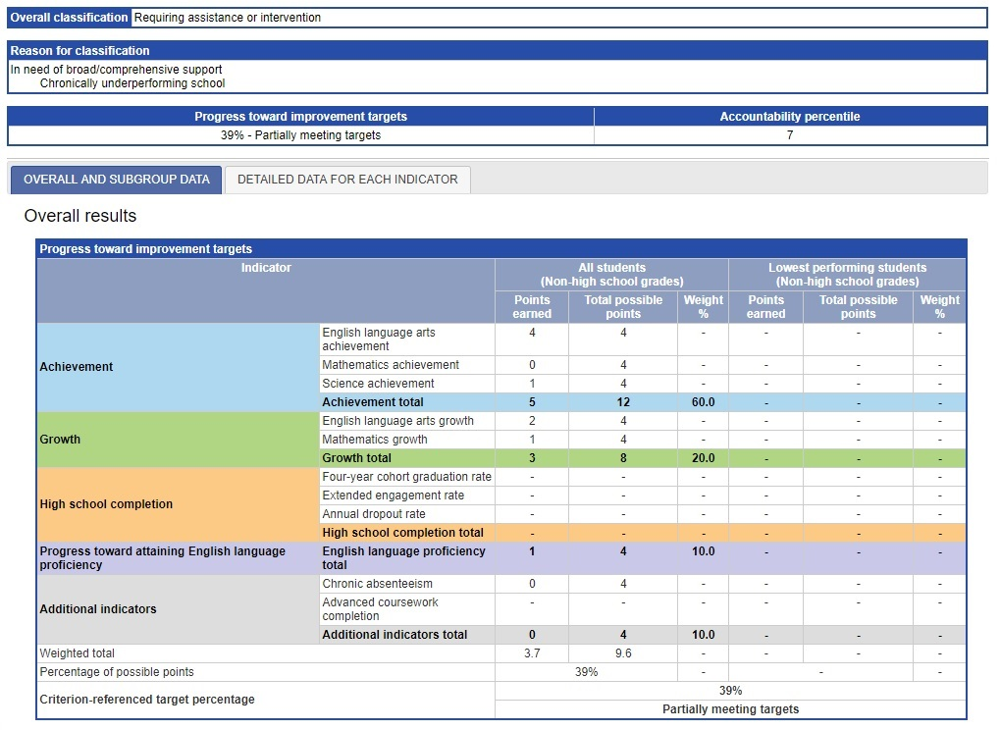 Overall classification Requiring assistance or intervention
Reason for classification
In need of broad/comprehensive support
Chronically underperforming school
Progress toward improvement targets Accountability percentile
39% - Partially meeting targets 7
OVERALL AND SUBGROUP DATA DETAILED DATA FOR EACH INDICATOR
Overall results
Progress toward improvement targets
Indicator All students Lowest performing students
(Non-high school grades) (Non-high school grades)
Points Total possible Weight Points Total possible Weight
earned points % earned points %
Achievement
English language arts 4 4 - - - -
achievement
Mathematics achievement 0 4 - - - -
Science achievement 1 4 - - - -
Achievement total 5 12 60.0 - - -
Growth
English language arts growth 2 4 - - - -
Mathematics growth 1 4 - - - -
Growth total 3 8 20.0 - - -
High school completion
Four-year cohort graduation rate - - - - - -
Extended engagement rate - - - - - -
Annual dropout rate - - - - - -
High school completion total - - - - - -
Progress toward attaining English language English language proficiency 1 4 10.0 - - -
proficiency total
Additional indicators
Chronic absenteeism 0 4 - - - -
Advanced coursework - - - - - -
completion
Additional indicators total 0 4 10.0 - - -
Weighted total 3.7 9.6 - - - -
Percentage of possible points 39% - - -
Criterion-referenced target percentage 39%
Partially meeting targets